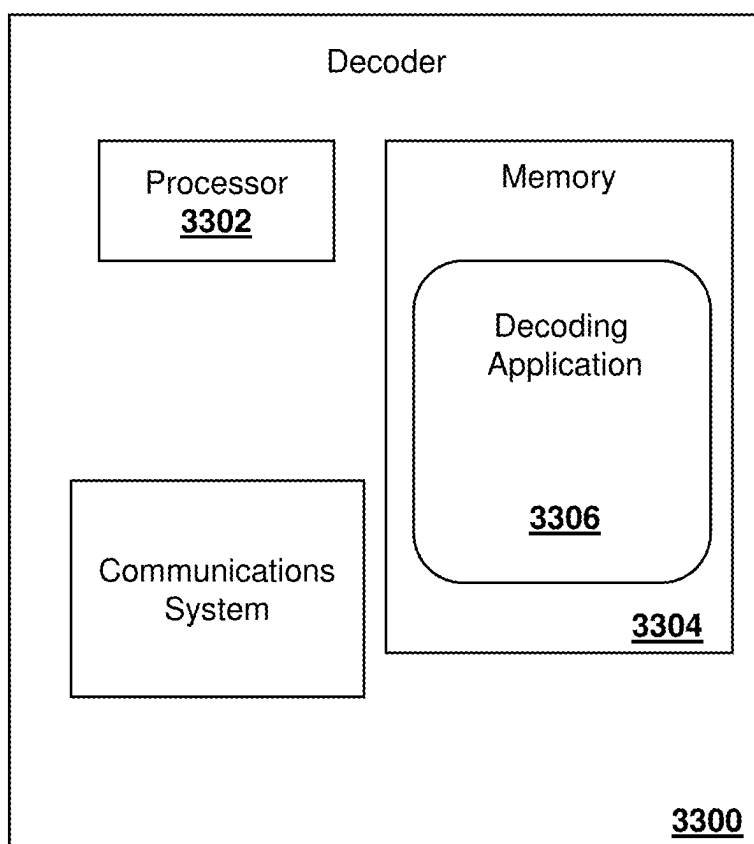 Decoder
Processor
3302
Memory
Decoding
Application
3306
Communications
System
3304
3300